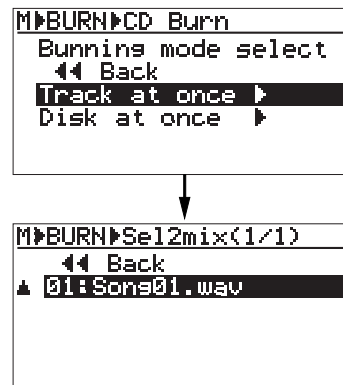 M▶BURN▶CD Burn
Bunning mode select
◀◀ Back
Track at once ▶
Disk at once ▶
M▶BURN▶Sel2mix(1/1)
◀◀ Back
01:Song01.wav